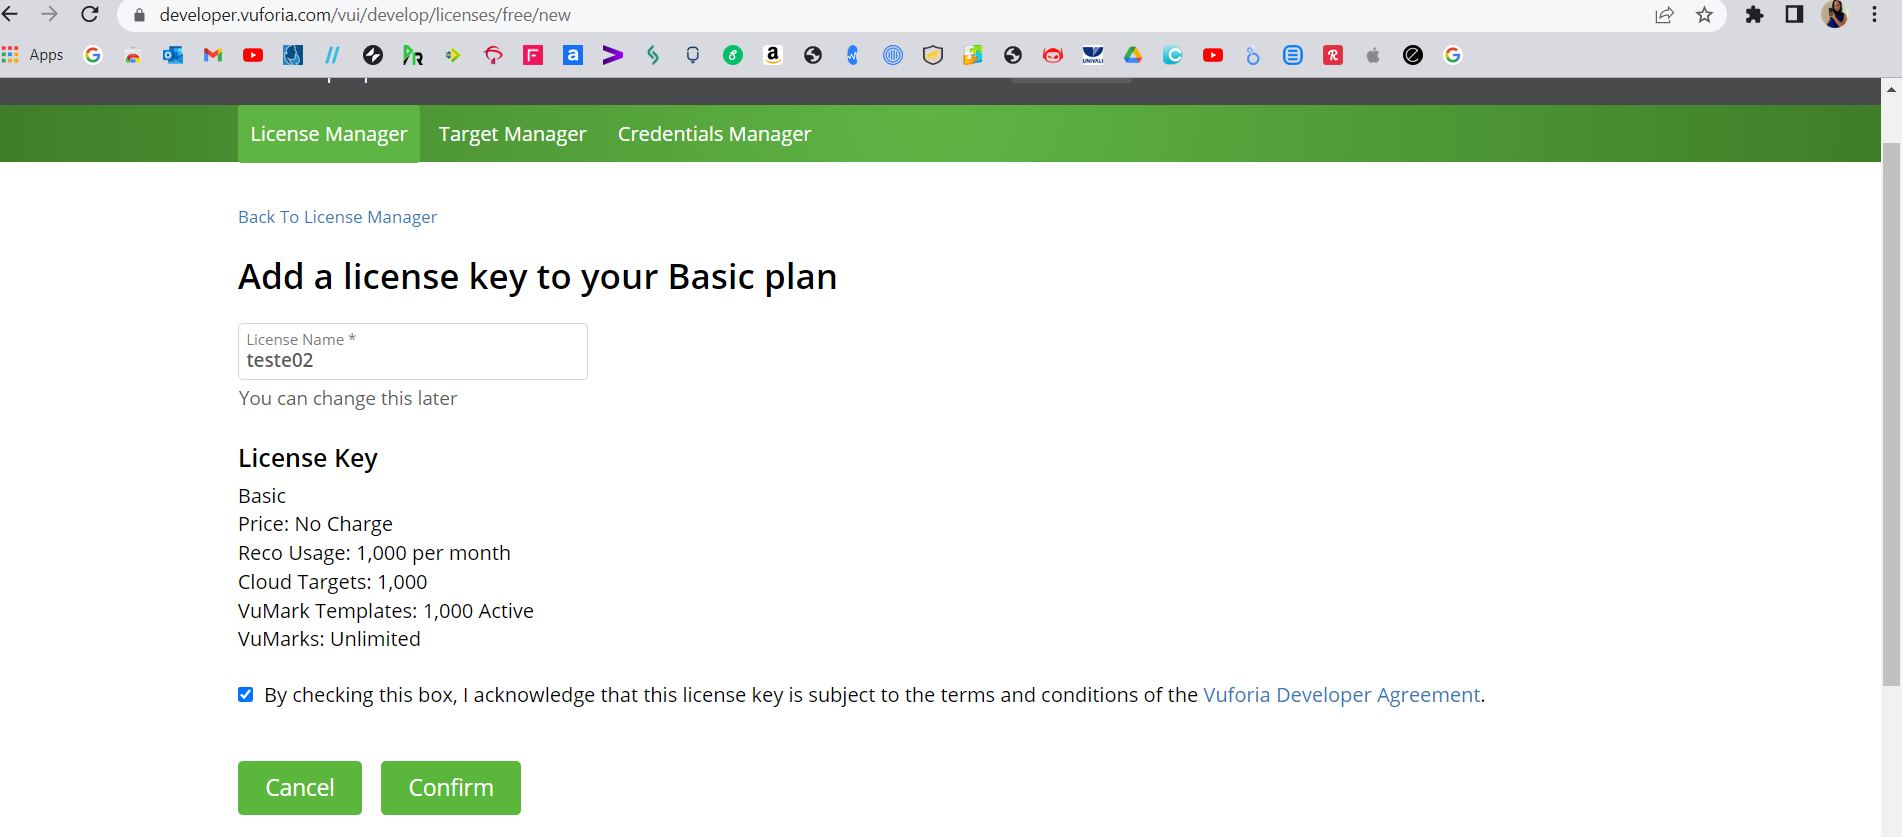 developer.vuforia.com/vui/develop/licenses/free/new
Apps
License Manager
Target Manager
Credentials Manager
Back To License Manager
Add a license key to your Basic plan
License Name *
teste02
You can change this later
License Key
Basic
Price: No Charge
Reco Usage: 1,000 per month
Cloud Targets: 1,000
VuMark Templates: 1,000 Active
VuMarks: Unlimited
By checking this box, I acknowledge that this license key is subject to the terms and conditions of the Vuforia Developer Agreement.
Cancel
Confirm